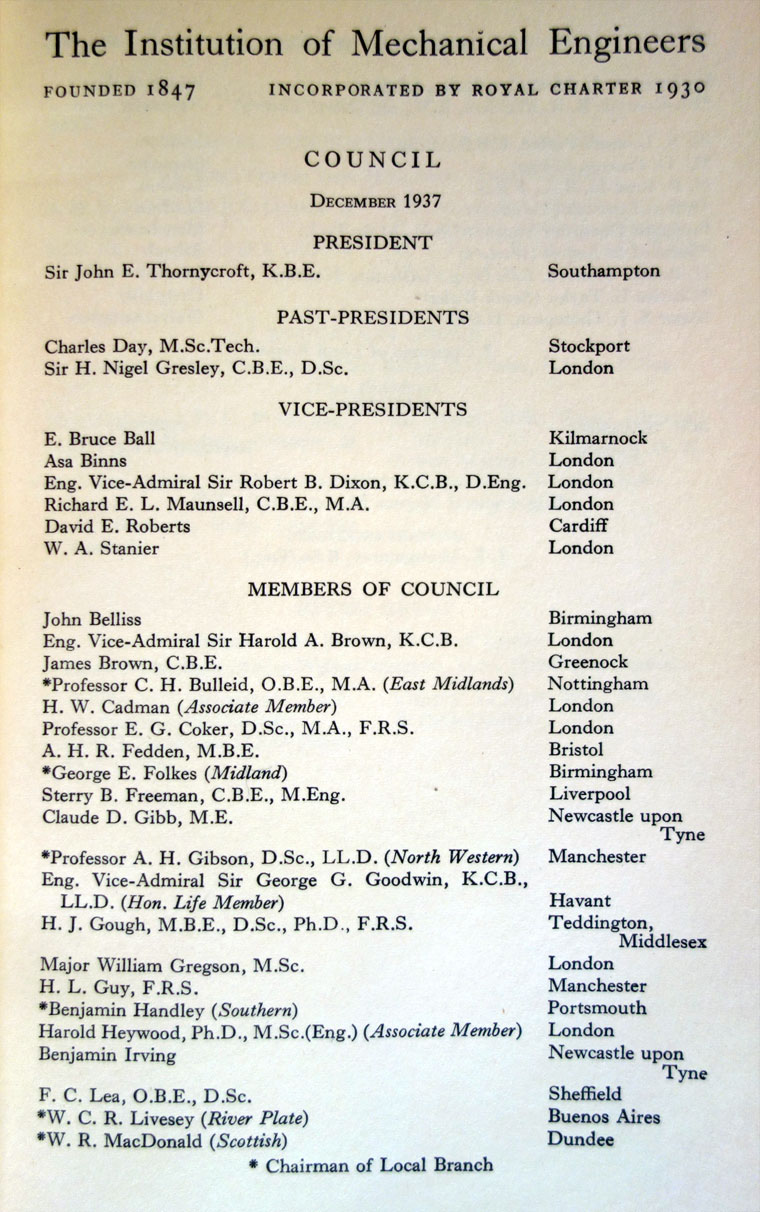 The Institution of Mechanical Engineers
FOUNDED 1847 INCORPORATED BY ROYAL CHARTER 1930
COUNCIL
DECEMBER 1937
PRESIDENT
Sir John E. Thornycroft, K.B.E. Southampton
PAST-PRESIDENTS
Charles Day, M.Sc.Tech. Stockport
Sir H. Nigel Gresley, C.B.E., D.Sc. London
VICE-PRESIDENTS
E. Bruce Ball Kilmarnock
Asa Binns London
Eng. Vice-Admiral Sir Robert B. Dixon, K.C.B., D.Eng. London
Richard E. L. Maunsell, C.B.E., M.A. London
David E. Roberts Cardiff
W. A. Stanier London
MEMBERS OF COUNCIL
John Belliss Birmingham
Eng. Vice-Admiral Sir Harold A. Brown, K.C.B. London
James Brown, C.B.E. Greenock
*Professor C. H. Bulleid, O.B.E., M.A. (East Midlands) Nottingham
H. W. Cadman (Associate Member) London
Professor E. G. Coker, D.Sc., M.A., F.R.S. London
A. H. R. Fedden, M.B.E. Bristol
*George E. Folkes (Midland) Birmingham
Sterry B. Freeman, C.B.E., M.Eng. Liverpool
Claude D. Gibb, M.E. Newcastle upon
Tyne
*Professor A. H. Gibson, D.Sc., LL.D. (North Western) Manchester
Eng. Vice-Admiral Sir George G. Goodwin, K.C.B.,
LL.D. (Hon. Life Member) Havant
H. J. Gough, M.B.E., D.Sc., Ph.D., F.R.S. Teddington,
Middlesex
Major William Gregson, M.Sc. London
H. L. Guy, F.R.S. Manchester
*Benjamin Handley (Southern) Portsmouth
Harold Heywood, Ph.D., M.Sc.(Eng.) (Associate Member) London
Benjamin Irving Newcastle upon
Tyne
F. C. Lea, O.B.E., D.Sc. Sheffield
*W. C. R. Livesey (River Plate) Buenos Aires
*W. R. MacDonald (Scottish) Dundee
* Chairman of Local Branch